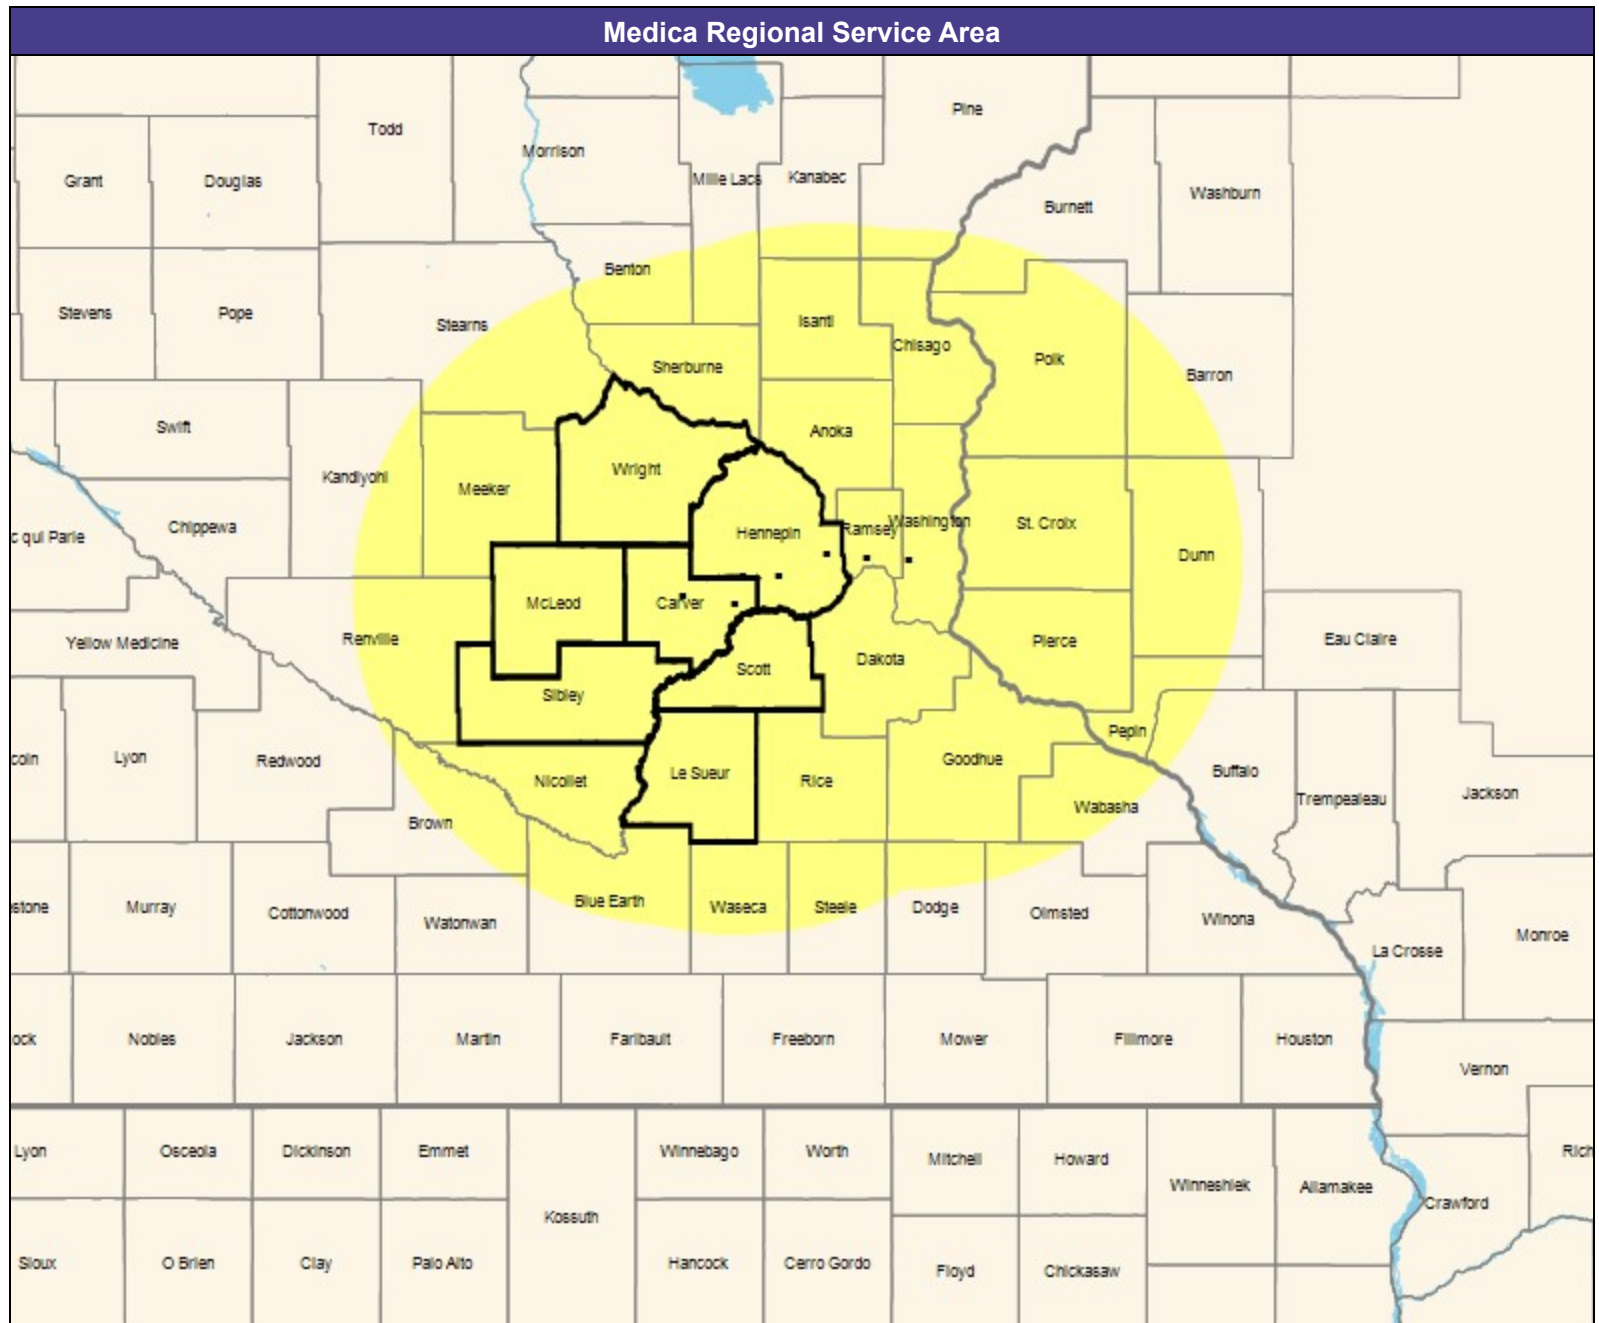 Medica Regional Service Area
Pine
Todd
Morrison
Grant
Douglas
Mille Lacs
Kanabec
Washburn
Burnett
Benton
Stevens
Pope
Stearns
Isanti
Chisago
Polk
Sherburne
Barron
Swift
Anoka
Kandiyohi
Wright
Meeker
Chippewa
Hennepin
Ramsey
Washington
St. Croix
c qui Parle
Dunn
McLeod
Carver
Yellow Medicine
Renville
Pierce
Eau Claire
Scott
Dakota
Sibley
Pepin
coln
Lyon
Redwood
Nicollet
Le Sueur
Rice
Goodhue
Buffalo
Trempealeau
Jackson
Brown
Wabasha
stone
Murray
Cottonwood
Watonwan
Blue Earth
Waseca
Steele
Dodge
Olmsted
Winona
La Crosse
Monroe
ock
Nobles
Jackson
Martin
Faribault
Freeborn
Mower
Fillmore
Houston
Vernon
Lyon
Osceola
Dickinson
Emmet
Winnebago
Worth
Mitchell
Howard
Winneshiek
Allamakee
Crawford
Rich
Kossuth
Sioux
O Brien
Clay
Palo Alto
Hancock
Cerro Gordo
Floyd
Chickasaw